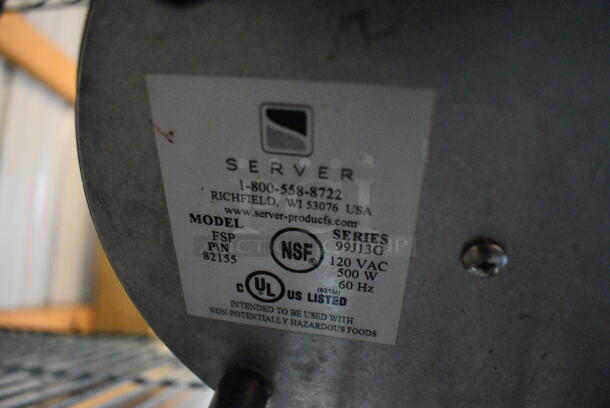 SERVER
1-800-558-8722
RICHFIELD, WI 53076 USA
www.server-products.com
MODEL SERIES
FSP 99J13G
P/N 120 VAC
82155 500 W
NSF® 60 Hz
C UL® US LISTED (631M)
INTENDED TO BE USED WITH
NON-POTENTIALLY HAZARDOUS FOODS